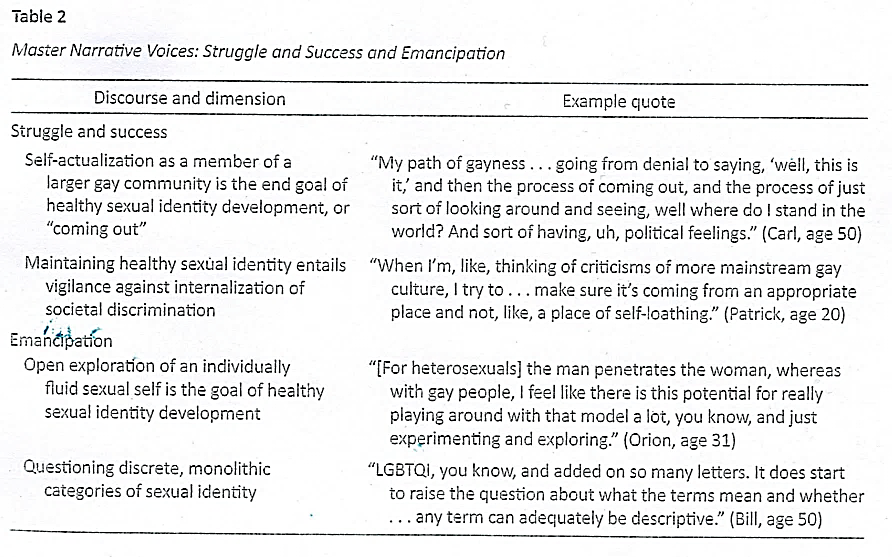 Table 2
Master Narrative Voices: Struggle and Success and Emancipation
Discourse and dimension Example quote
Struggle and success
Self-actualization as a member of a “My path of gayness . . . going from denial to saying, ‘well, this is
larger gay community is the end goal of it,’ and then the process of coming out, and the process of just
healthy sexual identity development, or sort of looking around and seeing, well where do I stand in the
“coming out” world? And sort of having, uh, political feelings.” (Carl, age 50)
Maintaining healthy sexual identity entails “When I’m, like, thinking of criticisms of more mainstream gay
vigilance against internalization of culture, I try to . . . make sure it’s coming from an appropriate
societal discrimination place and not, like, a place of self-loathing.” (Patrick, age 20)
Emancipation
Open exploration of an individually “[For heterosexuals] the man penetrates the woman, whereas
fluid sexual self is the goal of healthy with gay people, I feel like there is this potential for really
sexual identity development playing around with that model a lot, you know, and just
experimenting and exploring.” (Orion, age 31)
Questioning discrete, monolithic “LGBTQI, you know, and added on so many letters. It does start
categories of sexual identity to raise the question about what the terms mean and whether
. . . any term can adequately be descriptive.” (Bill, age 50)